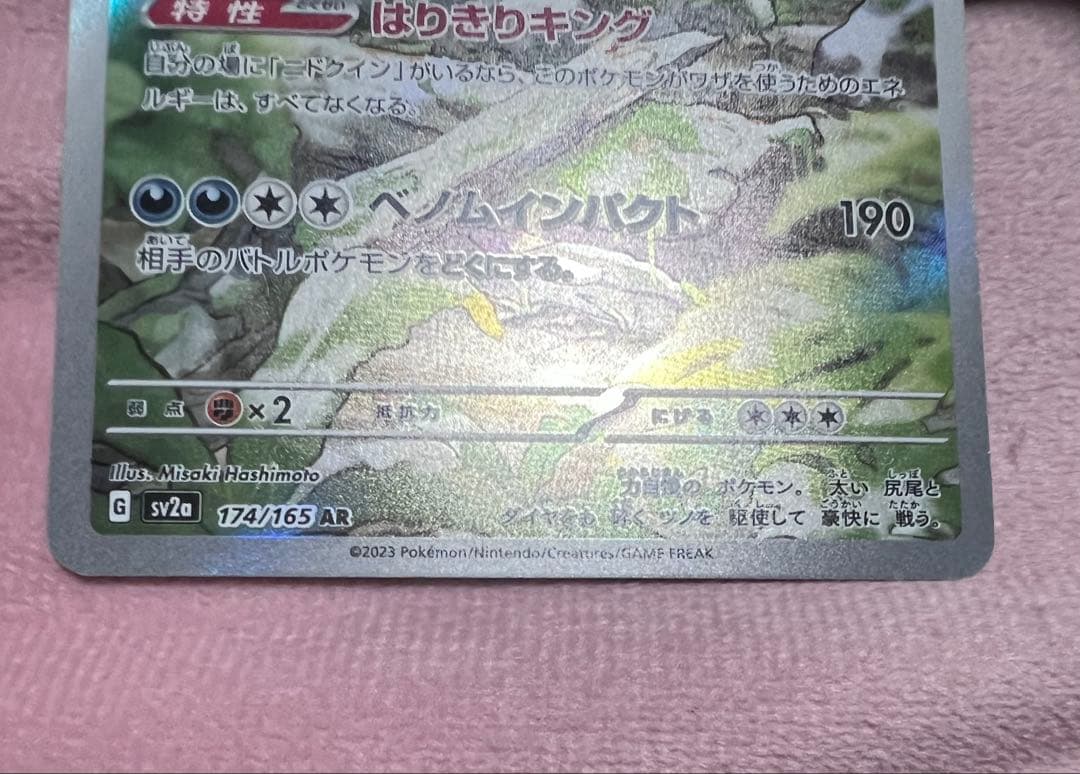 特性 はりきりキング
自分の場に「ニドクイン」がいるなら、このポケモンがワザを使うためのエネ
ルギーは、すべてなくなる。
ベノムインパクト 190
相手のバトルポケモンをどくにする。
弱点 ×2 抵抗力 にげる
Illus. Misaki Hashimoto
力自慢の ポケモン。 太い 尻尾と
ダイヤをも 砕く ツノを 駆使して 豪快に 戦う。
G sv2a 174/165 AR
©2023 Pokémon/Nintendo/Creatures/GAME FREAK